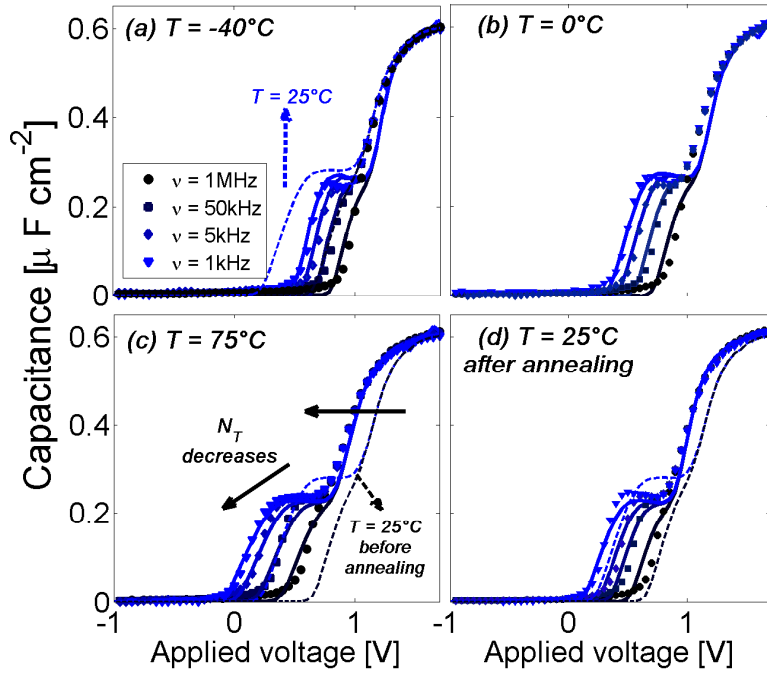 (a) T = -40°C
(b) T = 0°C
0.6
0.4
0.2
0
T = 25°C
ν = 1MHz
ν = 50kHz
ν = 5kHz
ν = 1kHz
Capacitance [μ F cm⁻²]
(c) T = 75°C
(d) T = 25°C
after annealing
0.6
0.4
0.2
0
N_T
decreases
T = 25°C
before
annealing
-1
0
1
-1
0
1
Applied voltage [V]
Applied voltage [V]